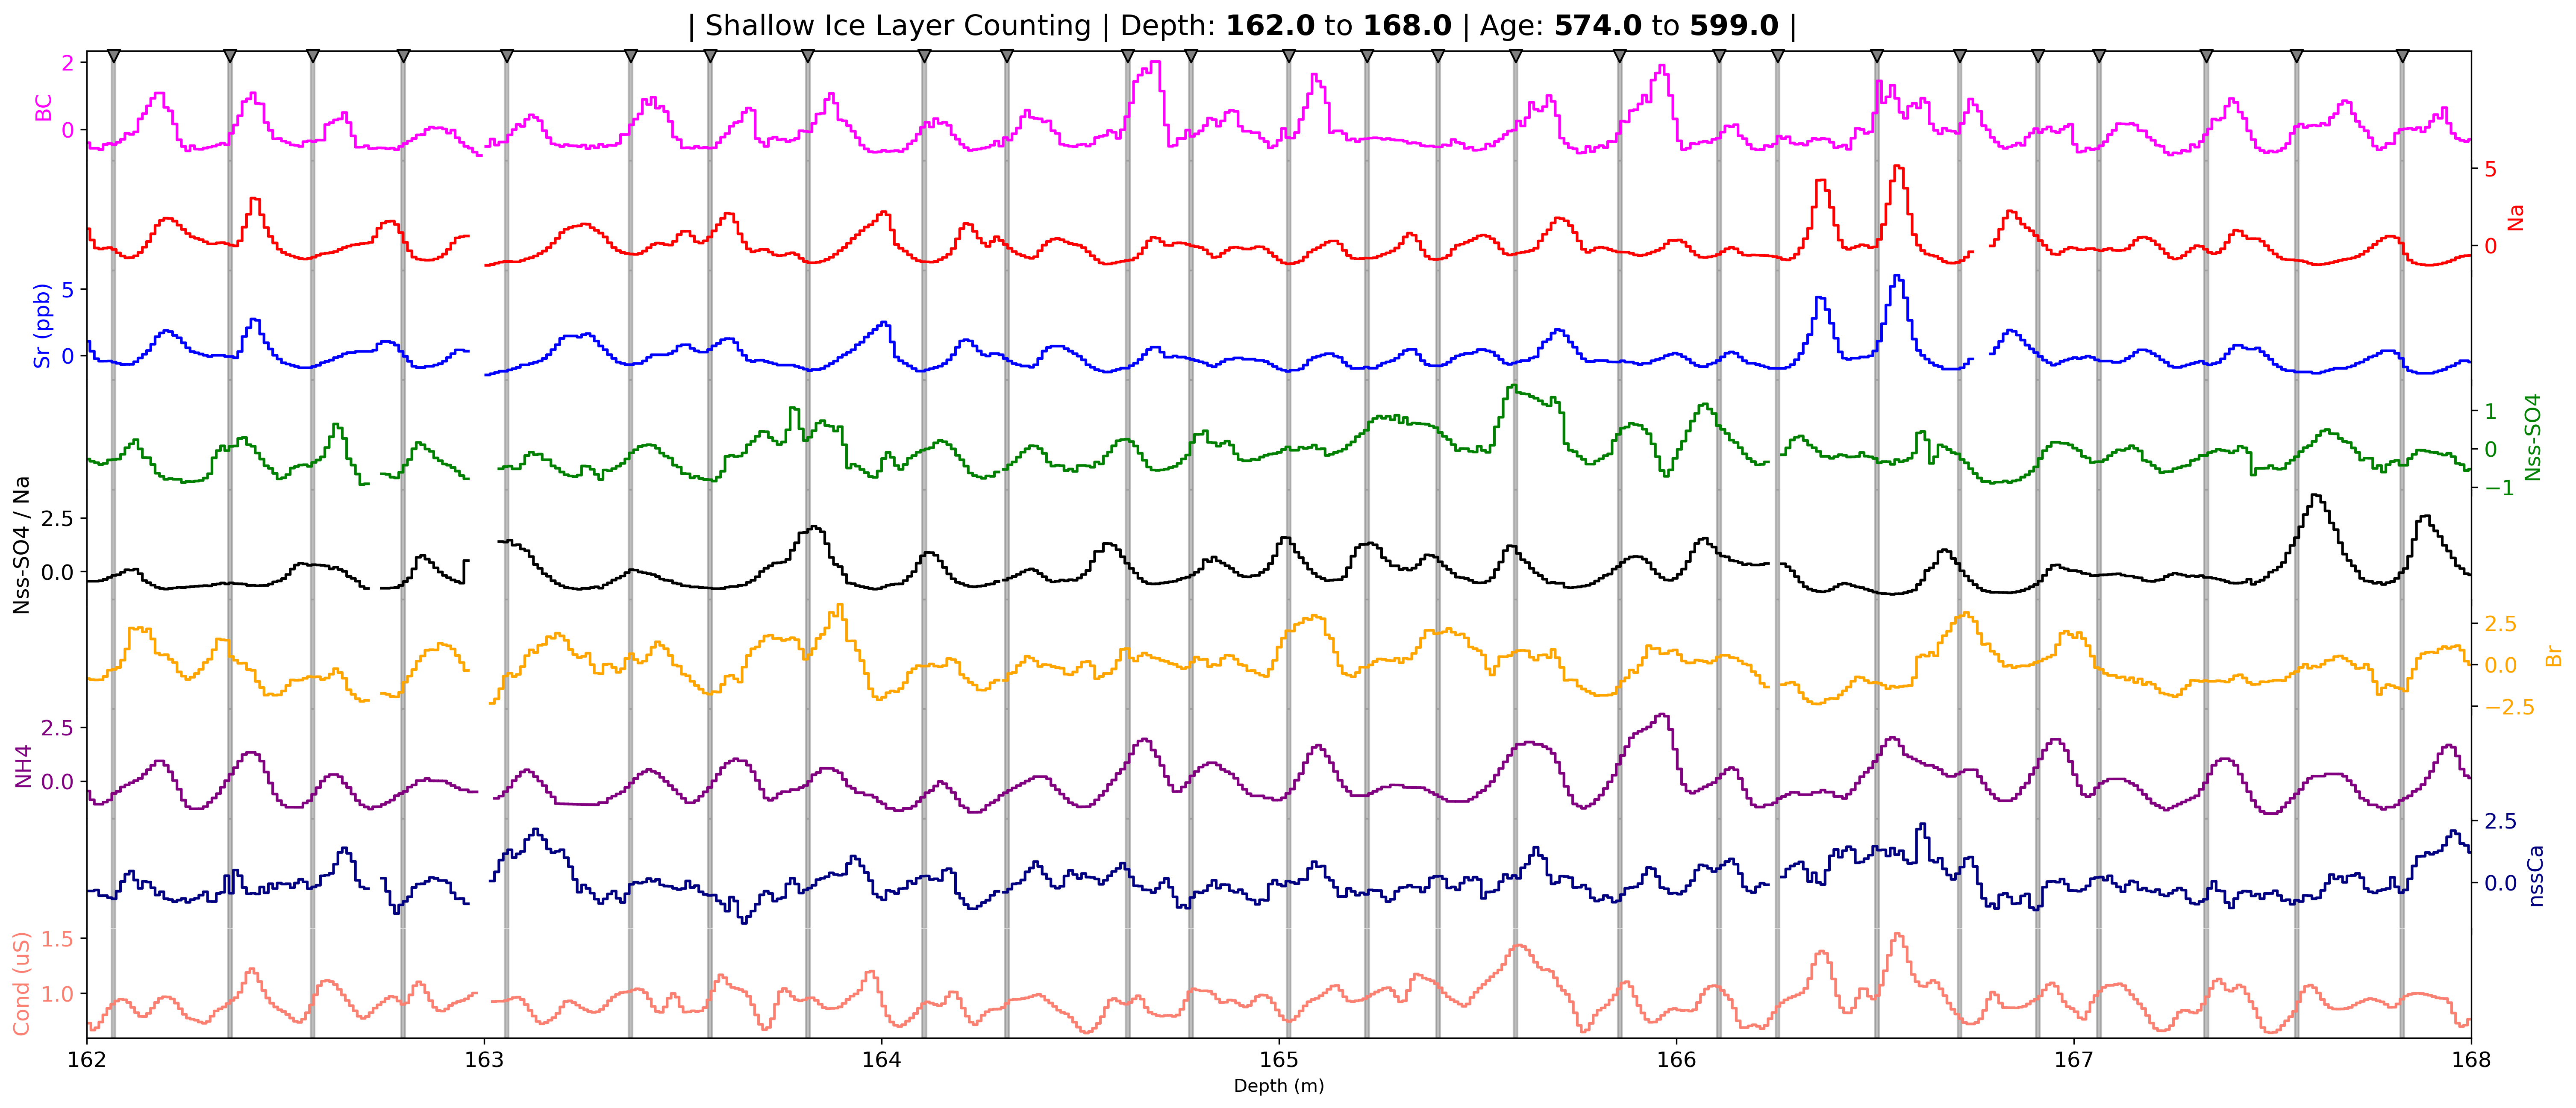 | Shallow Ice Layer Counting | Depth: 162.0 to 168.0 | Age: 574.0 to 599.0 |
2
0
BC
5
0
Na
5
0
Sr (ppb)
1
0
−1
Nss-SO4
2.5
0.0
Nss-SO4 / Na
2.5
0.0
−2.5
Br
2.5
0.0
NH4
2.5
0.0
nssCa
1.5
1.0
Cond (uS)
162 163 164 165 166 167 168
Depth (m)